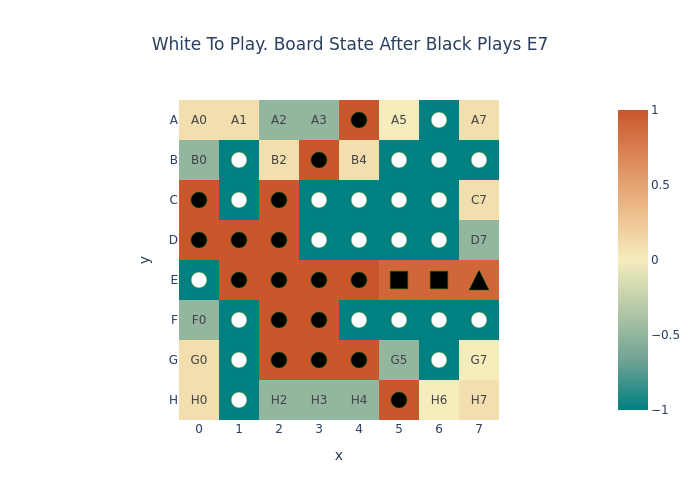 White To Play. Board State After Black Plays E7
A A0 A1 A2 A3 A5 A7
B B0 B2 B4
C C7
D D7
E
F F0
G G0 G5 G7
H H0 H2 H3 H4 H6 H7
0 1 2 3 4 5 6 7
x
y
1
0.5
0
−0.5
−1